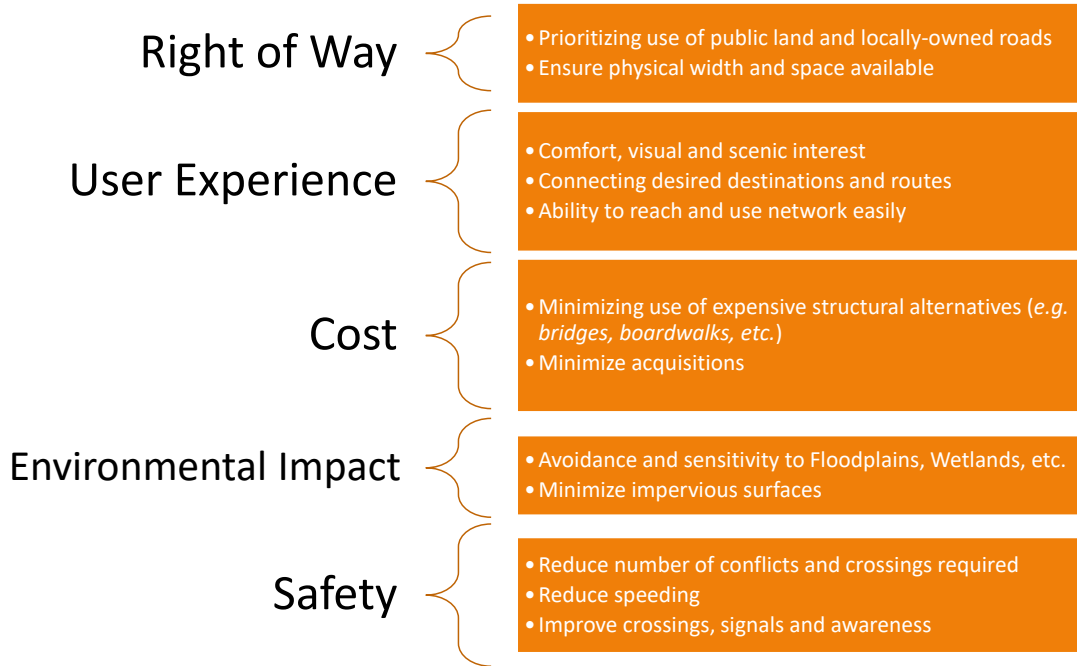 Right of Way
• Prioritizing use of public land and locally-owned roads
• Ensure physical width and space available
User Experience
• Comfort, visual and scenic interest
• Connecting desired destinations and routes
• Ability to reach and use network easily
Cost
• Minimizing use of expensive structural alternatives (e.g.
bridges, boardwalks, etc.)
• Minimize acquisitions
Environmental Impact
• Avoidance and sensitivity to Floodplains, Wetlands, etc.
• Minimize impervious surfaces
Safety
• Reduce number of conflicts and crossings required
• Reduce speeding
• Improve crossings, signals and awareness